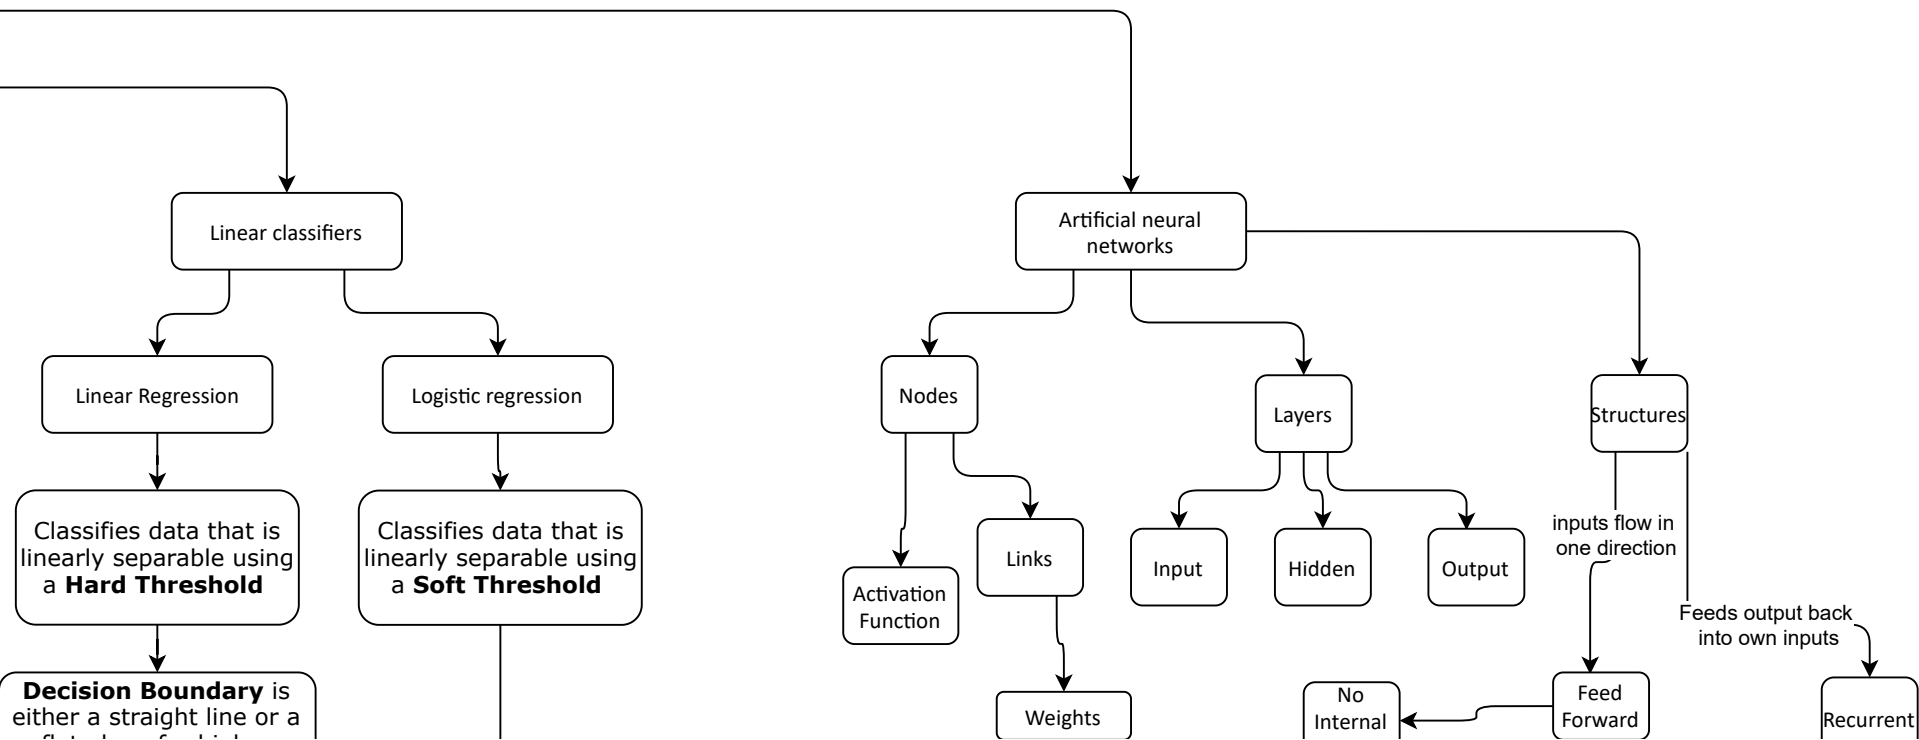 Linear classifiers
Artificial neural
networks
Linear Regression
Logistic regression
Nodes
Layers
Structures
Classifies data that is
linearly separable using
a Hard Threshold
Classifies data that is
linearly separable using
a Soft Threshold
inputs flow in
one direction
Links
Input
Hidden
Output
Activation
Function
Feeds output back
into own inputs
Decision Boundary is
either a straight line or a
Weights
No
Internal
Feed
Forward
Recurrent